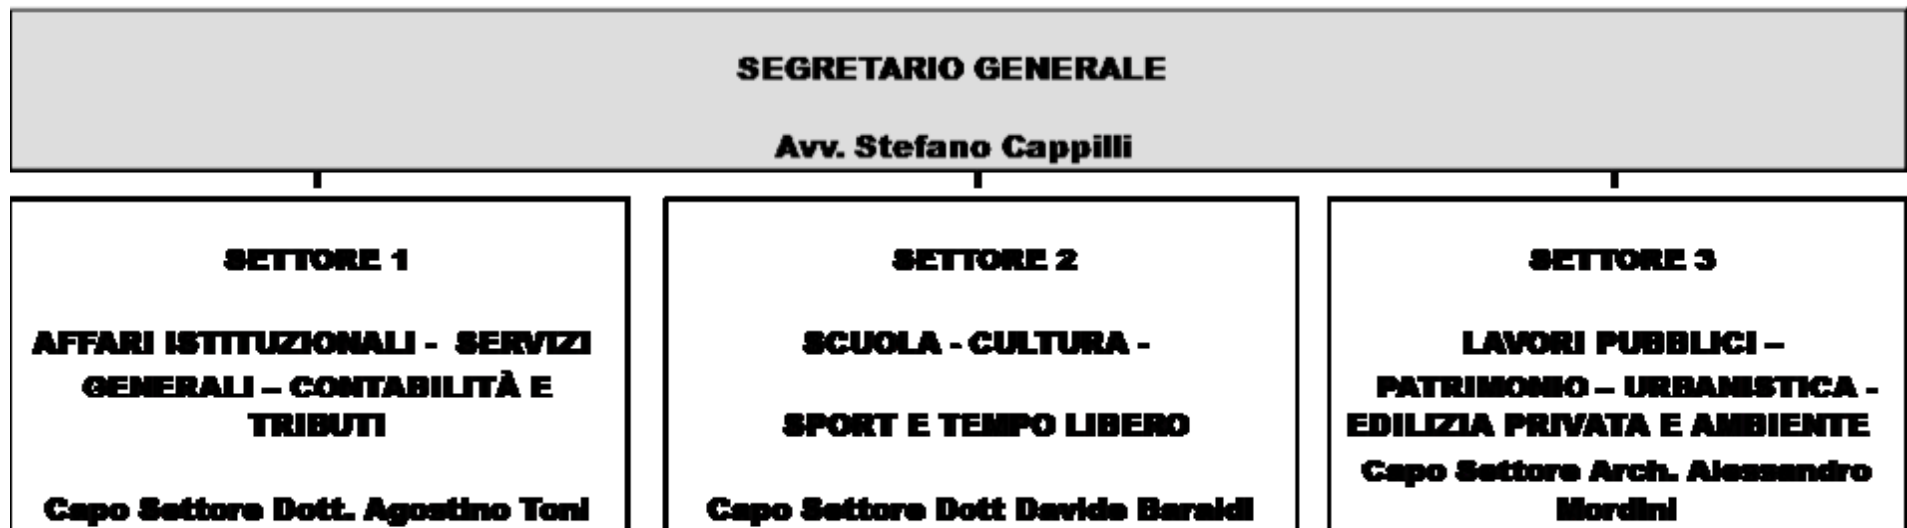 SEGRETARIO GENERALE
Avv. Stefano Cappilli
SETTORE 1
AFFARI ISTITUZIONALI - SERVIZI
GENERALI – CONTABILITÀ E
TRIBUTI
Capo Settore Dott. Agostino Toni
SETTORE 2
SCUOLA - CULTURA -
SPORT E TEMPO LIBERO
Capo Settore Dott Davide Baraldi
SETTORE 3
LAVORI PUBBLICI –
PATRIMONIO – URBANISTICA -
EDILIZIA PRIVATA E AMBIENTE
Capo Settore Arch. Alessandro
Mordini